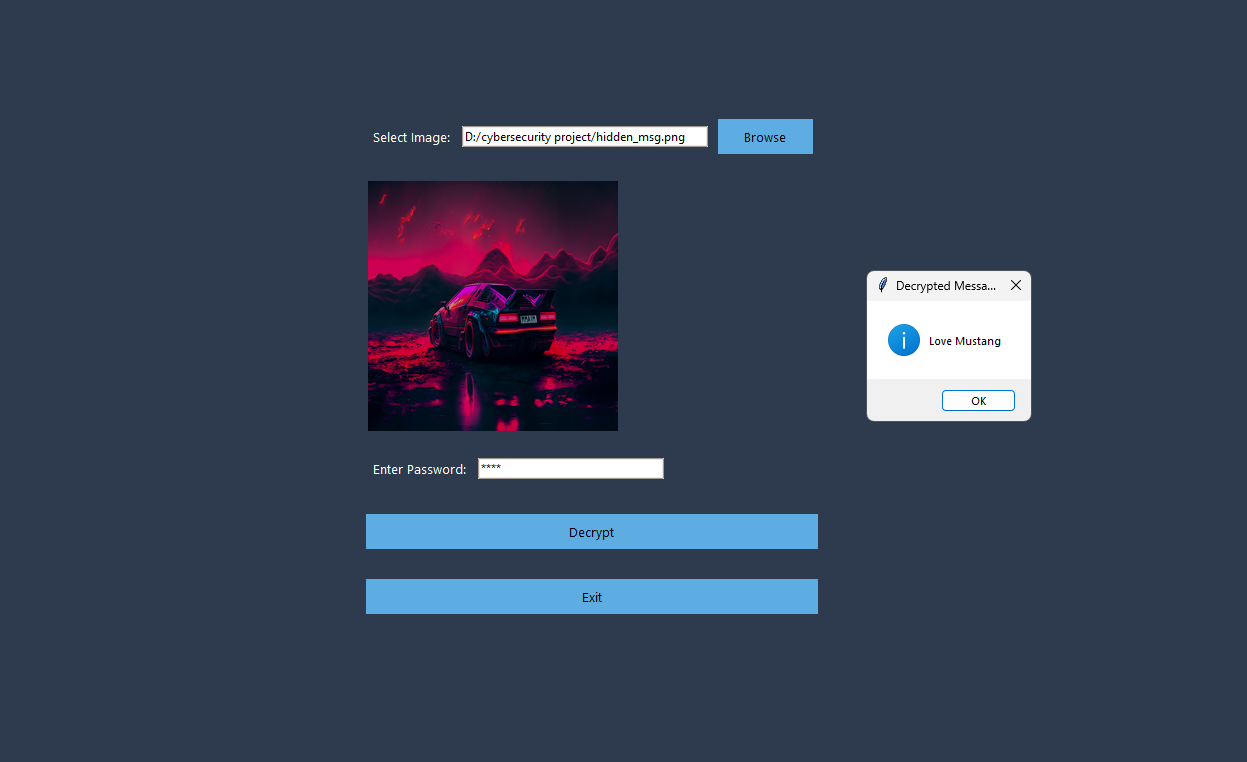 Select Image: D:/cybersecurity project/hidden_msg.png Browse
Decrypted Messa...
Love Mustang
OK
Enter Password: ****
Decrypt
Exit